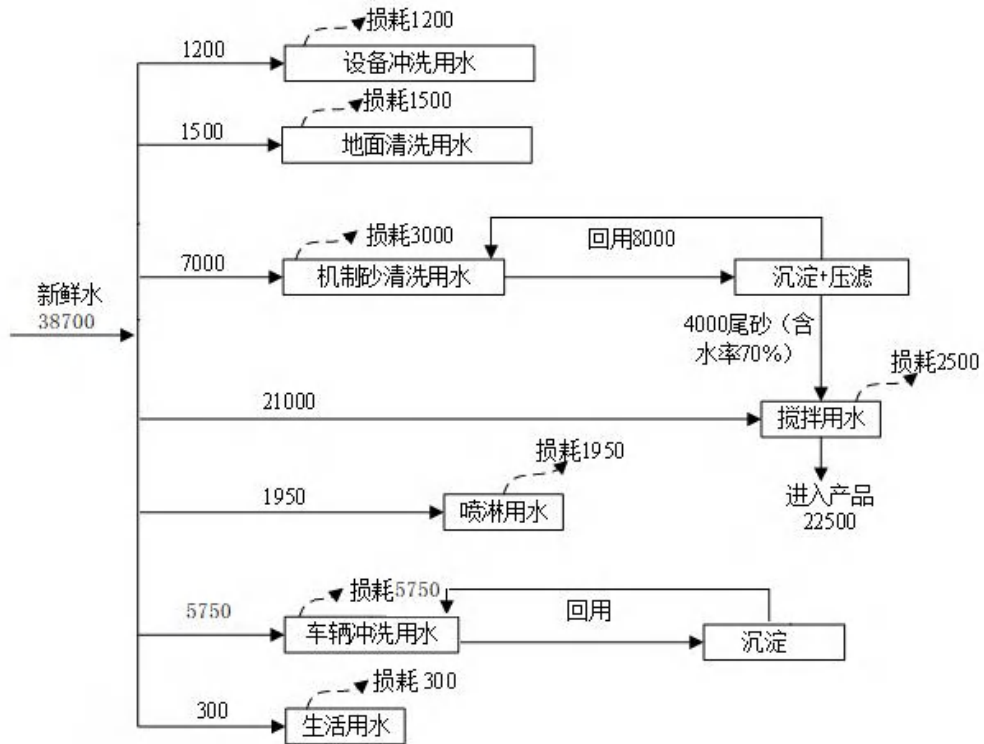 损耗1200
1200
设备冲洗用水
损耗1500
1500
地面清洗用水
损耗3000
回用8000
7000
机制砂清洗用水
沉淀+压滤
新鲜水
38700
4000尾砂（含
水率70%）
损耗2500
21000
搅拌用水
损耗1950
1950
喷淋用水
进入产品
22500
损耗5750
回用
5750
车辆冲洗用水
沉淀
损耗300
300
生活用水